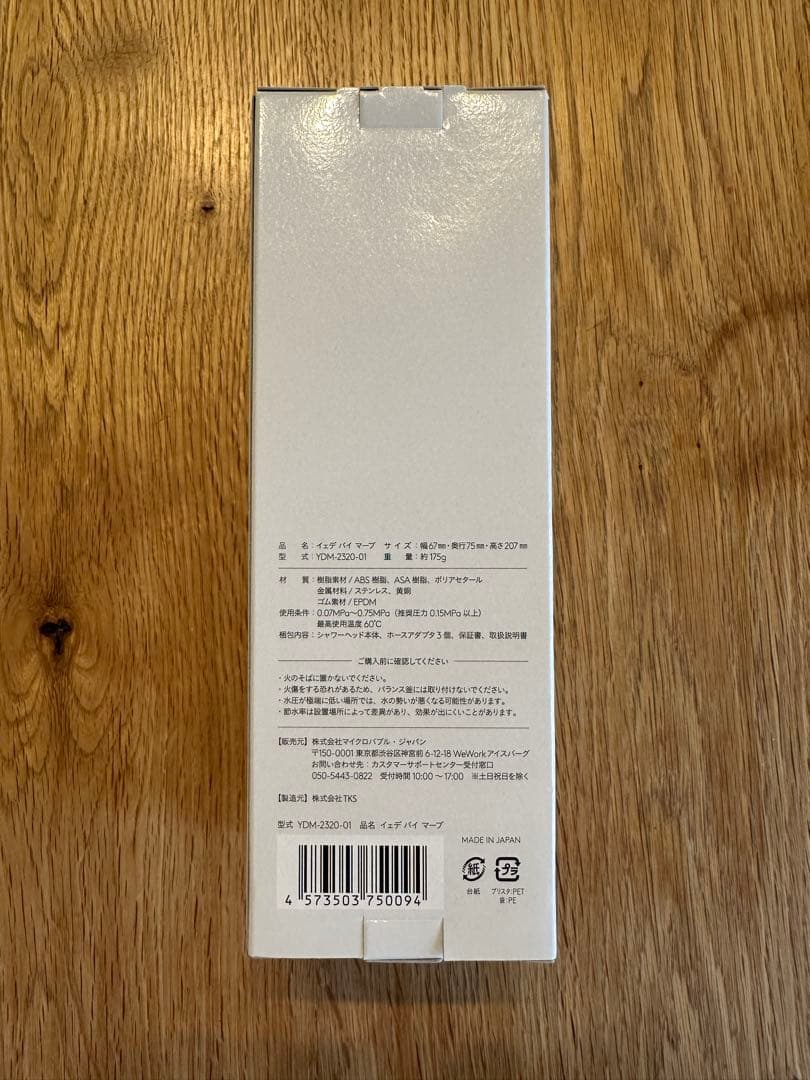 品　名：イェデ バイ マーブ　サ イ ズ：幅67㎜・奥行75㎜・高さ207㎜
型　式：YDM-2320-01　重　量：約175g
材　質：樹脂素材/ABS樹脂、ASA樹脂、ポリアセタール
金属材料/ステンレス、黄銅
ゴム素材/EPDM
使用条件：0.07MPa〜0.75MPa（推奨圧力 0.15MPa 以上）
最高使用温度 60℃
梱包内容：シャワーヘッド本体、ホースアダプタ3個、保証書、取扱説明書
ご購入前に確認してください
・火のそばに置かないでください。
・火傷をする恐れがあるため、バランス釜には取り付けないでください。
・水圧が極端に低い場所では、水の勢いが悪くなる可能性があります。
・節水率は設置場所によって差異があり、効果が出にくいことがあります。
【販売元】株式会社マイクロバブル・ジャパン
〒150-0001 東京都渋谷区神宮前 6-12-18 WeWorkアイスバーグ
お問い合わせ先：カスタマーサポートセンター受付窓口
050-5443-0822　受付時間 10:00〜17:00　※土日祝日を除く
【製造元】株式会社TKS
型式 YDM-2320-01　品名 イェデ バイ マーブ
MADE IN JAPAN
4 573503 750094
紙 プラ
台紙 ブリスタ:PET
袋:PE